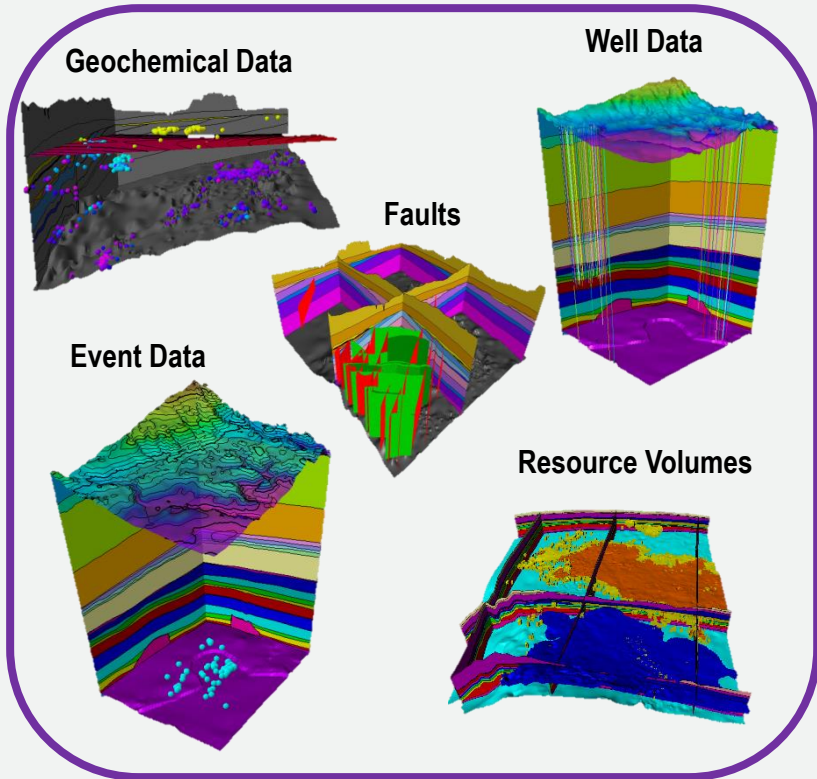 Geochemical Data
Well Data
Faults
Event Data
Resource Volumes